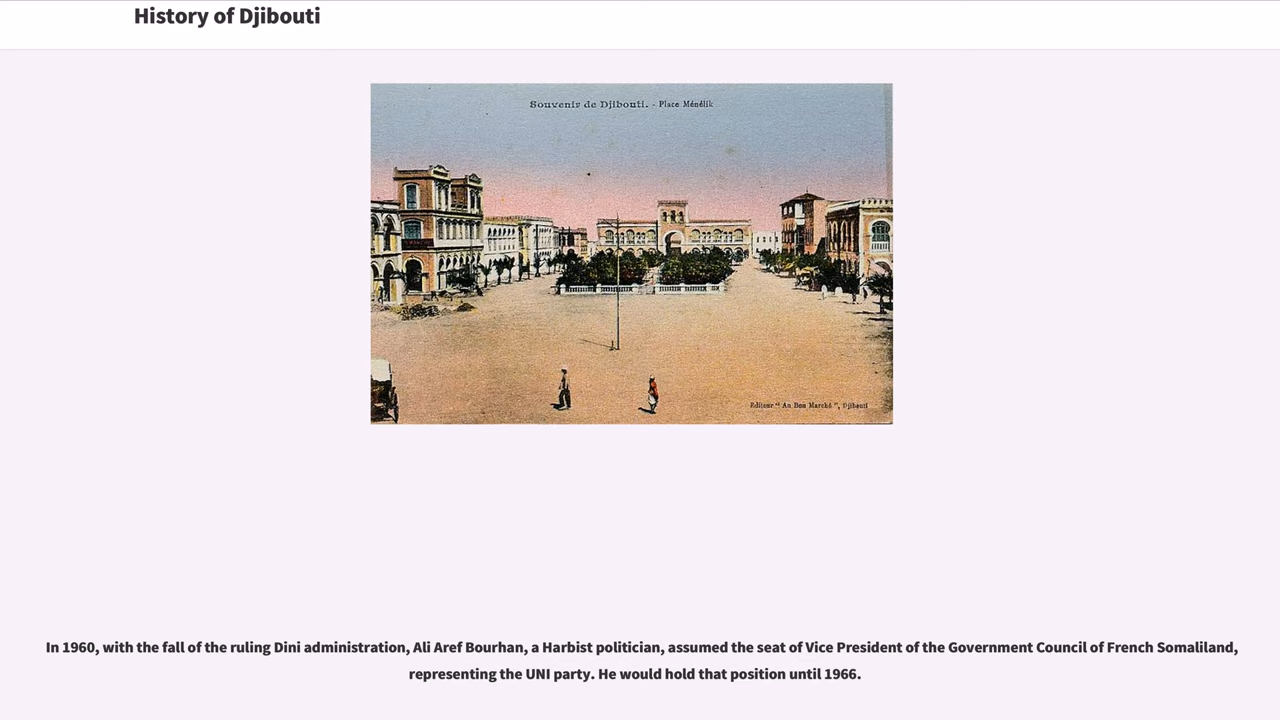 History of Djibouti
Souvenir de Djibouti. - Place Ménélik
Editeur " Au Bon Marché ", Djibouti
In 1960, with the fall of the ruling Dini administration, Ali Aref Bourhan, a Harbist politician, assumed the seat of Vice President of the Government Council of French Somaliland,
representing the UNI party. He would hold that position until 1966.